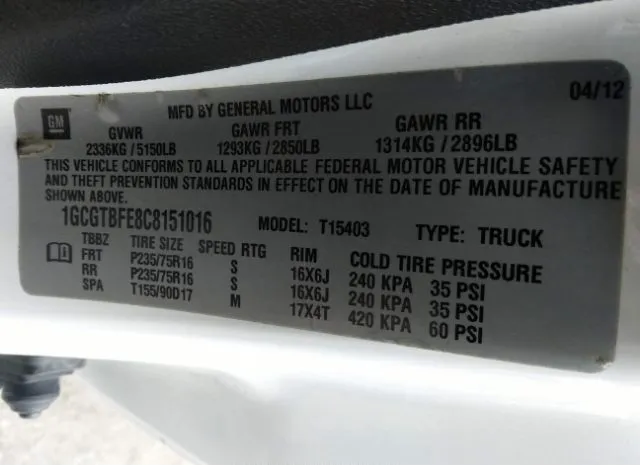 GM
MFD BY GENERAL MOTORS LLC 04/12
GVWR GAWR FRT GAWR RR
2336KG / 5150LB 1293KG / 2850LB 1314KG / 2896LB
THIS VEHICLE CONFORMS TO ALL APPLICABLE FEDERAL MOTOR VEHICLE SAFETY
AND THEFT PREVENTION STANDARDS IN EFFECT ON THE DATE OF MANUFACTURE
SHOWN ABOVE.
1GCGTBFE8C8151016 MODEL: T15403 TYPE: TRUCK
TBBZ TIRE SIZE SPEED RTG RIM COLD TIRE PRESSURE
FRT P235/75R16 S 16X6J 240 KPA 35 PSI
RR P235/75R16 S 16X6J 240 KPA 35 PSI
SPA T155/90D17 M 17X4T 420 KPA 60 PSI